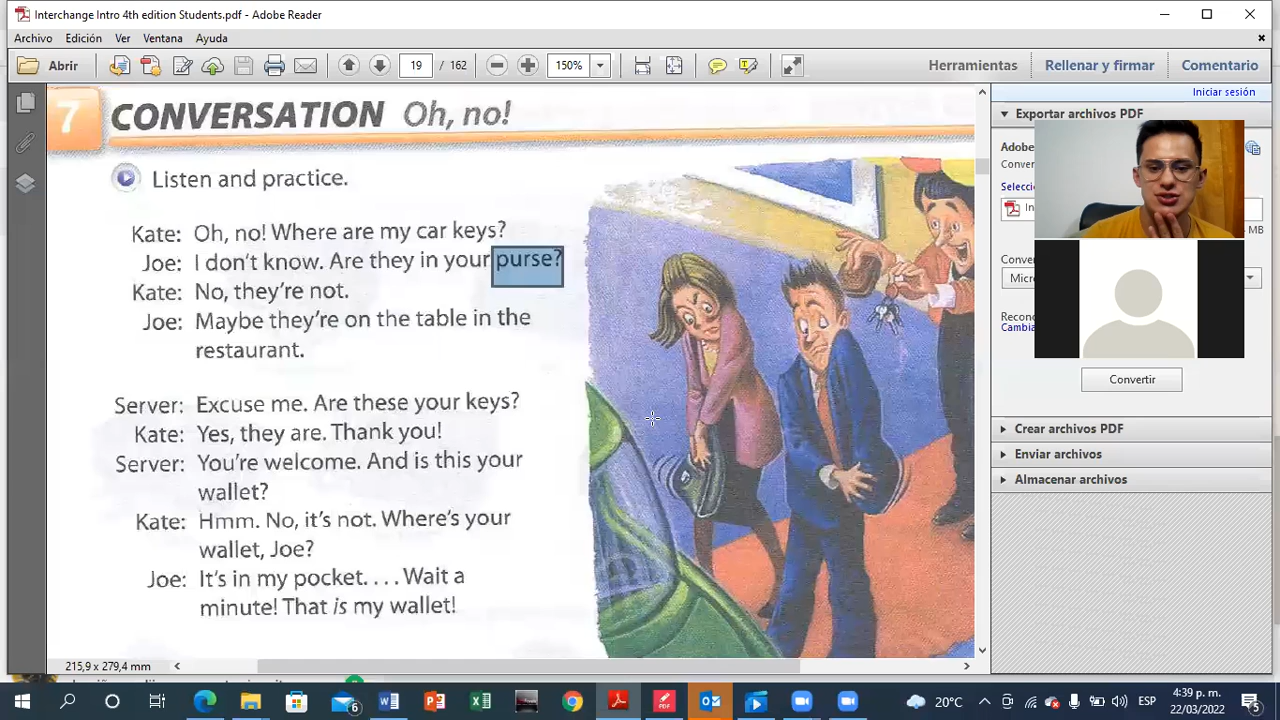 Interchange Intro 4th edition Students.pdf - Adobe Reader
Archivo Edición Ver Ventana Ayuda
Abrir 19 / 162 150% Herramientas Rellenar y firmar Comentario
Iniciar sesión
7 CONVERSATION Oh, no!
Listen and practice.
Kate: Oh, no! Where are my car keys?
Joe: I don't know. Are they in your purse?
Kate: No, they're not.
Joe: Maybe they're on the table in the
restaurant.
Server: Excuse me. Are these your keys?
Kate: Yes, they are. Thank you!
Server: You're welcome. And is this your
wallet?
Kate: Hmm. No, it's not. Where's your
wallet, Joe?
Joe: It's in my pocket. . . . Wait a
minute! That is my wallet!
Exportar archivos PDF
MB
Convertir
Crear archivos PDF
Enviar archivos
Almacenar archivos
215,9 x 279,4 mm
6
20°C ESP 4:39 p. m.
22/03/2022
5